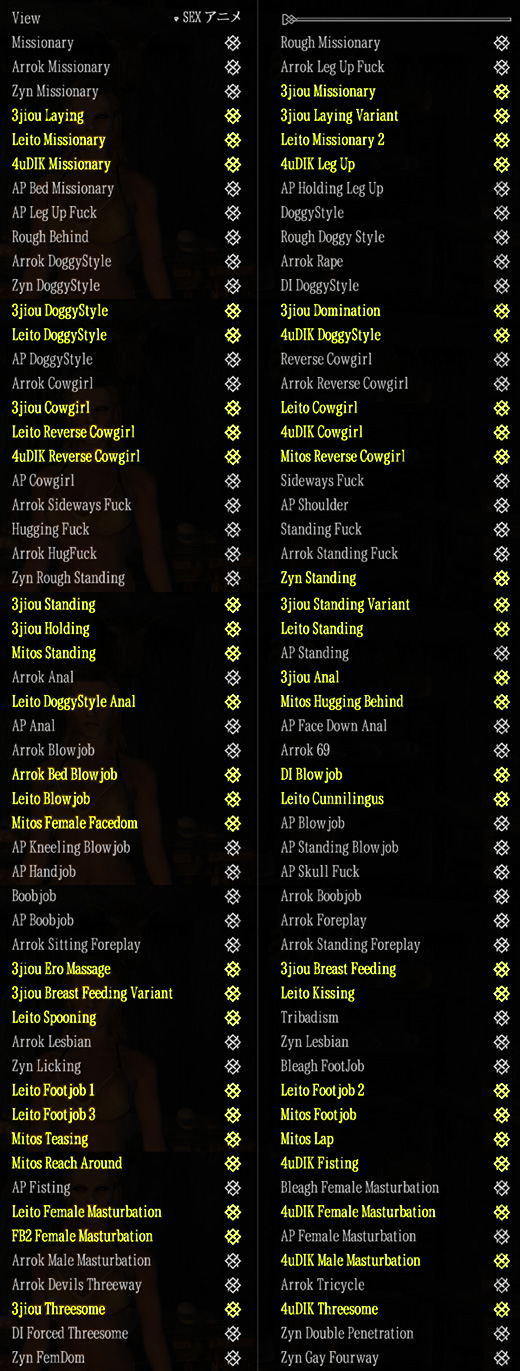 View SEX アニメ
Missionary Rough Missionary
Arrok Missionary Arrok Leg Up Fuck
Zyn Missionary 3jiou Missionary
3jiou Laying 3jiou Laying Variant
Leito Missionary Leito Missionary 2
4uDIK Missionary 4uDIK Leg Up
AP Bed Missionary AP Holding Leg Up
AP Leg Up Fuck DoggyStyle
Rough Behind Rough Doggy Style
Arrok DoggyStyle Arrok Rape
Zyn DoggyStyle DI DoggyStyle
3jiou DoggyStyle 3jiou Domination
Leito DoggyStyle 4uDIK DoggyStyle
AP DoggyStyle Reverse Cowgirl
Arrok Cowgirl Arrok Reverse Cowgirl
3jiou Cowgirl Leito Cowgirl
Leito Reverse Cowgirl 4uDIK Cowgirl
4uDIK Reverse Cowgirl Mitos Reverse Cowgirl
AP Cowgirl Sideways Fuck
Arrok Sideways Fuck AP Shoulder
Hugging Fuck Standing Fuck
Arrok HugFuck Arrok Standing Fuck
Zyn Rough Standing Zyn Standing
3jiou Standing 3jiou Standing Variant
3jiou Holding Leito Standing
Mitos Standing AP Standing
Arrok Anal 3jiou Anal
Leito DoggyStyle Anal Mitos Hugging Behind
AP Anal AP Face Down Anal
Arrok Blowjob Arrok 69
Arrok Bed Blowjob DI Blowjob
Leito Blowjob Leito Cunnilingus
Mitos Female Facedom AP Blowjob
AP Kneeling Blowjob AP Standing Blowjob
AP Handjob AP Skull Fuck
Boobjob Arrok Boobjob
AP Boobjob Arrok Foreplay
Arrok Sitting Foreplay Arrok Standing Foreplay
3jiou Ero Massage 3jiou Breast Feeding
3jiou Breast Feeding Variant Leito Kissing
Leito Spooning Tribadism
Arrok Lesbian Zyn Lesbian
Zyn Licking Bleagh FootJob
Leito Footjob 1 Leito Footjob 2
Leito Footjob 3 Mitos Footjob
Mitos Teasing Mitos Lap
Mitos Reach Around 4uDIK Fisting
AP Fisting Bleagh Female Masturbation
Leito Female Masturbation 4uDIK Female Masturbation
FB2 Female Masturbation AP Female Masturbation
Arrok Male Masturbation 4uDIK Male Masturbation
Arrok Devils Threeway Arrok Tricycle
3jiou Threesome 4uDIK Threesome
DI Forced Threesome Zyn Double Penetration
Zyn FemDom Zyn Gay Fourway